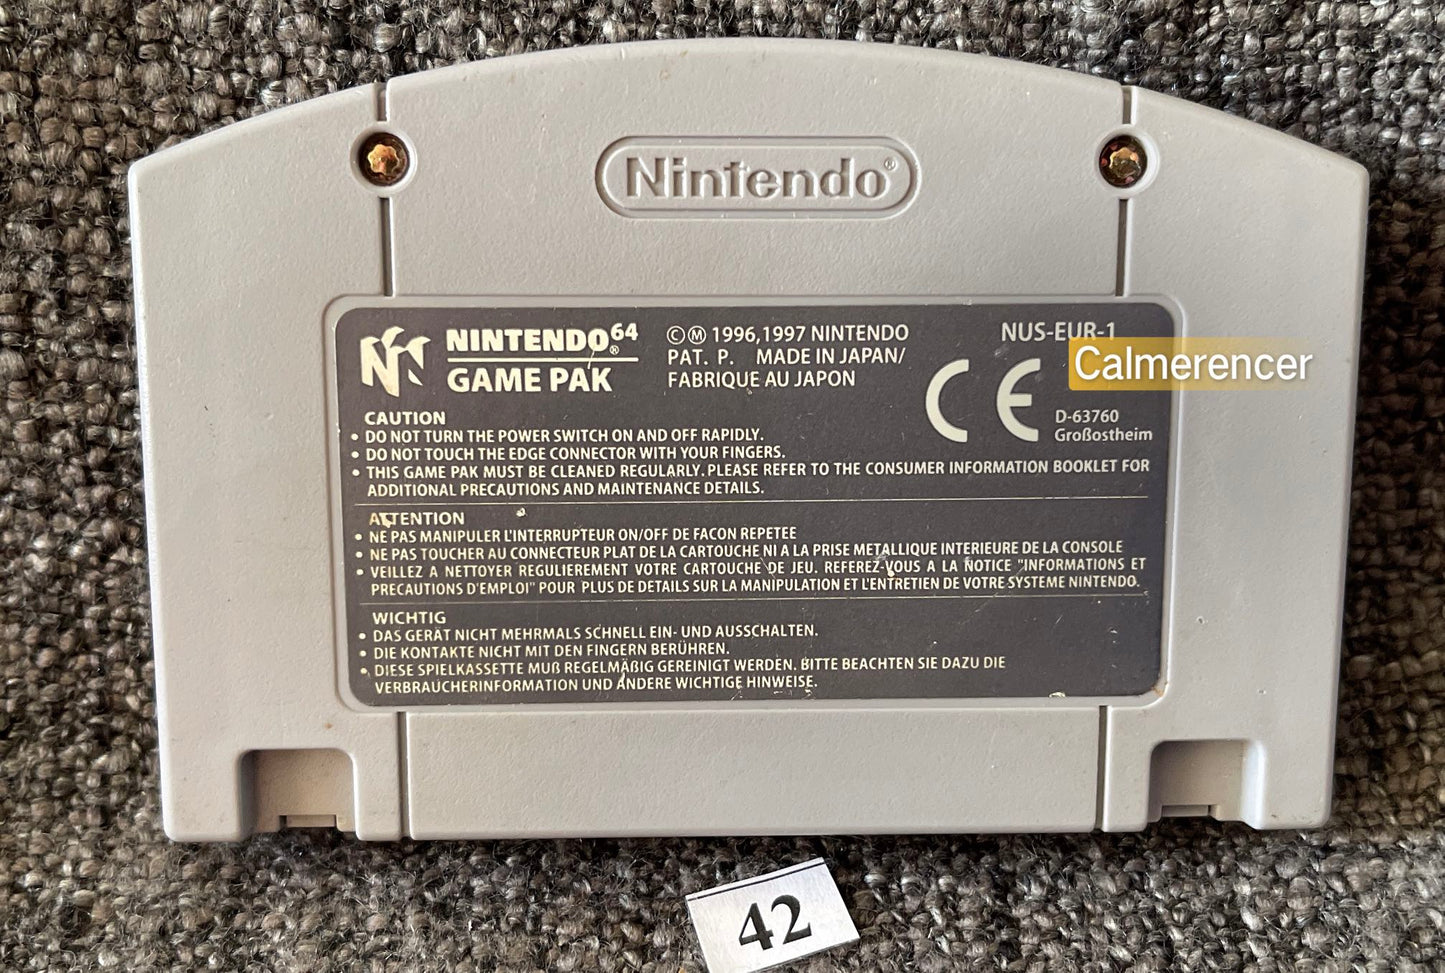 Nintendo®
NINTENDO64®
GAME PAK
ⒸⓂ 1996,1997 NINTENDO
PAT. P. MADE IN JAPAN/
FABRIQUE AU JAPON
NUS-EUR-1
Calmerencer
CE
D-63760
Großostheim
CAUTION
• DO NOT TURN THE POWER SWITCH ON AND OFF RAPIDLY.
• DO NOT TOUCH THE EDGE CONNECTOR WITH YOUR FINGERS.
• THIS GAME PAK MUST BE CLEANED REGULARLY. PLEASE REFER TO THE CONSUMER INFORMATION BOOKLET FOR
ADDITIONAL PRECAUTIONS AND MAINTENANCE DETAILS.
ATTENTION
• NE PAS MANIPULER L'INTERRUPTEUR ON/OFF DE FACON REPETEE
• NE PAS TOUCHER AU CONNECTEUR PLAT DE LA CARTOUCHE NI A LA PRISE METALLIQUE INTERIEURE DE LA CONSOLE
• VEILLEZ A NETTOYER REGULIEREMENT VOTRE CARTOUCHE DE JEU. REFEREZ-VOUS A LA NOTICE "INFORMATIONS ET
PRECAUTIONS D'EMPLOI" POUR PLUS DE DETAILS SUR LA MANIPULATION ET L'ENTRETIEN DE VOTRE SYSTEME NINTENDO.
WICHTIG
• DAS GERÄT NICHT MEHRMALS SCHNELL EIN- UND AUSSCHALTEN.
• DIE KONTAKTE NICHT MIT DEN FINGERN BERÜHREN.
• DIESE SPIELKASSETTE MUß REGELMÄßIG GEREINIGT WERDEN. BITTE BEACHTEN SIE DAZU DIE
VERBRAUCHERINFORMATION UND ANDERE WICHTIGE HINWEISE.
42